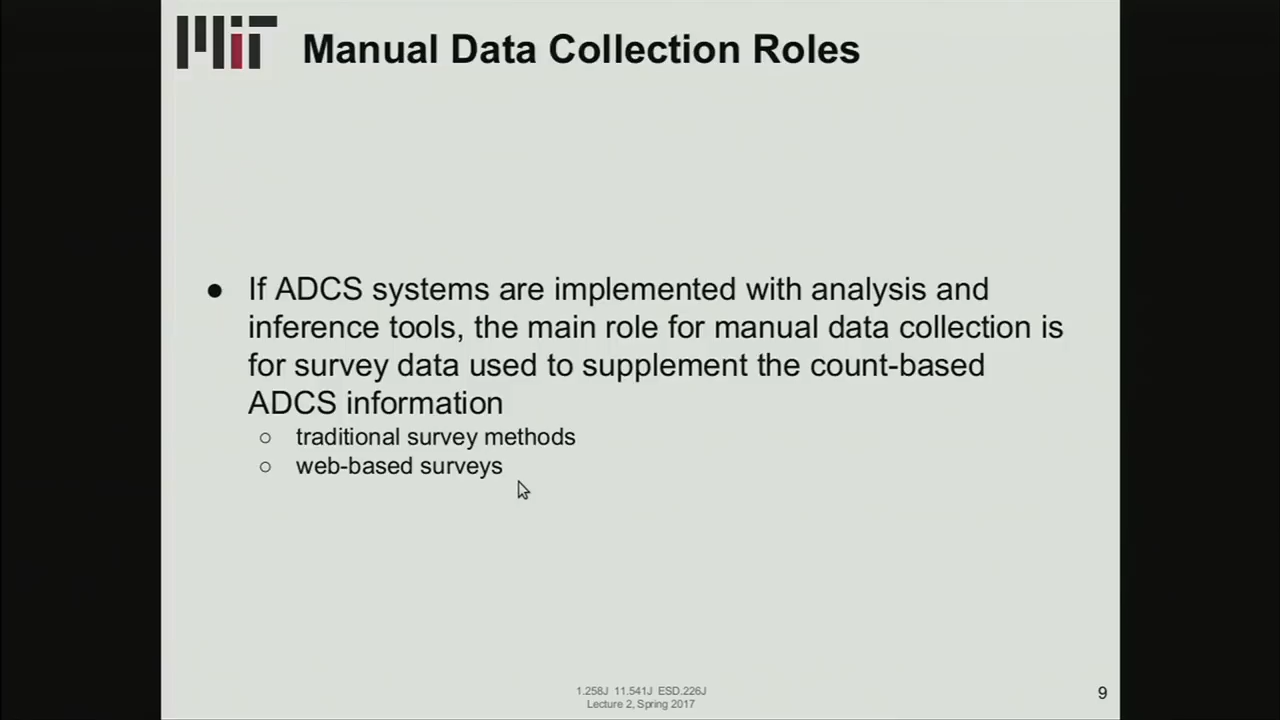 MIT
Manual Data Collection Roles
● If ADCS systems are implemented with analysis and
inference tools, the main role for manual data collection is
for survey data used to supplement the count-based
ADCS information
○ traditional survey methods
○ web-based surveys
1.258J 11.541J ESD.226J
Lecture 2, Spring 2017
9